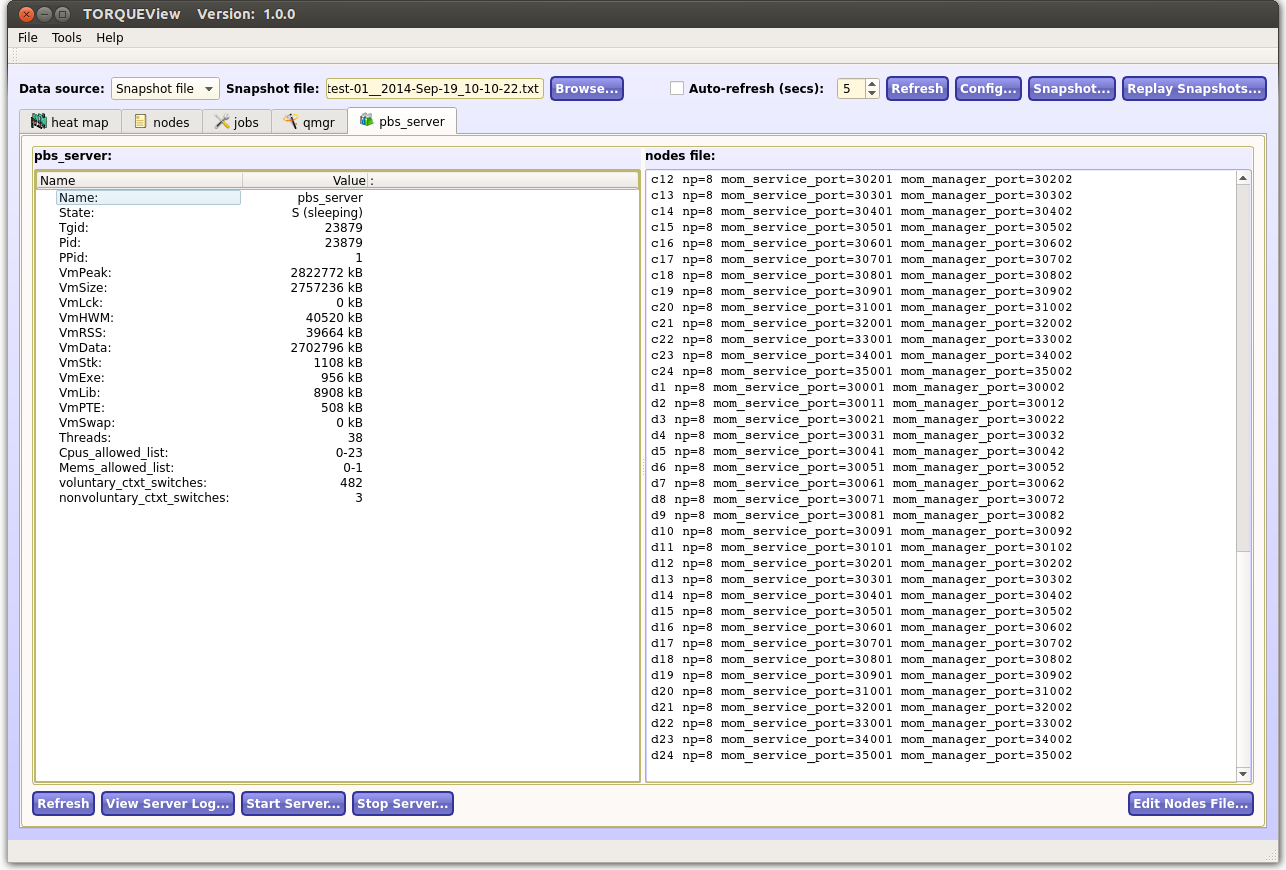 TORQUEView Version: 1.0.0
File Tools Help
Data source: Snapshot file Snapshot file: test-01__2014-Sep-19_10-10-22.txt Browse... Auto-refresh (secs): 5 Refresh Config... Snapshot... Replay Snapshots...
heat map nodes jobs qmgr pbs_server
pbs_server:
Name Value :
Name: pbs_server
State: S (sleeping)
Tgid: 23879
Pid: 23879
PPid: 1
VmPeak: 2822772 kB
VmSize: 2757236 kB
VmLck: 0 kB
VmHWM: 40520 kB
VmRSS: 39664 kB
VmData: 2702796 kB
VmStk: 1108 kB
VmExe: 956 kB
VmLib: 8908 kB
VmPTE: 508 kB
VmSwap: 0 kB
Threads: 38
Cpus_allowed_list: 0-23
Mems_allowed_list: 0-1
voluntary_ctxt_switches: 482
nonvoluntary_ctxt_switches: 3
nodes file:
c12 np=8 mom_service_port=30201 mom_manager_port=30202
c13 np=8 mom_service_port=30301 mom_manager_port=30302
c14 np=8 mom_service_port=30401 mom_manager_port=30402
c15 np=8 mom_service_port=30501 mom_manager_port=30502
c16 np=8 mom_service_port=30601 mom_manager_port=30602
c17 np=8 mom_service_port=30701 mom_manager_port=30702
c18 np=8 mom_service_port=30801 mom_manager_port=30802
c19 np=8 mom_service_port=30901 mom_manager_port=30902
c20 np=8 mom_service_port=31001 mom_manager_port=31002
c21 np=8 mom_service_port=32001 mom_manager_port=32002
c22 np=8 mom_service_port=33001 mom_manager_port=33002
c23 np=8 mom_service_port=34001 mom_manager_port=34002
c24 np=8 mom_service_port=35001 mom_manager_port=35002
d1 np=8 mom_service_port=30001 mom_manager_port=30002
d2 np=8 mom_service_port=30011 mom_manager_port=30012
d3 np=8 mom_service_port=30021 mom_manager_port=30022
d4 np=8 mom_service_port=30031 mom_manager_port=30032
d5 np=8 mom_service_port=30041 mom_manager_port=30042
d6 np=8 mom_service_port=30051 mom_manager_port=30052
d7 np=8 mom_service_port=30061 mom_manager_port=30062
d8 np=8 mom_service_port=30071 mom_manager_port=30072
d9 np=8 mom_service_port=30081 mom_manager_port=30082
d10 np=8 mom_service_port=30091 mom_manager_port=30092
d11 np=8 mom_service_port=30101 mom_manager_port=30102
d12 np=8 mom_service_port=30201 mom_manager_port=30202
d13 np=8 mom_service_port=30301 mom_manager_port=30302
d14 np=8 mom_service_port=30401 mom_manager_port=30402
d15 np=8 mom_service_port=30501 mom_manager_port=30502
d16 np=8 mom_service_port=30601 mom_manager_port=30602
d17 np=8 mom_service_port=30701 mom_manager_port=30702
d18 np=8 mom_service_port=30801 mom_manager_port=30802
d19 np=8 mom_service_port=30901 mom_manager_port=30902
d20 np=8 mom_service_port=31001 mom_manager_port=31002
d21 np=8 mom_service_port=32001 mom_manager_port=32002
d22 np=8 mom_service_port=33001 mom_manager_port=33002
d23 np=8 mom_service_port=34001 mom_manager_port=34002
d24 np=8 mom_service_port=35001 mom_manager_port=35002
Refresh View Server Log... Start Server... Stop Server... Edit Nodes File...